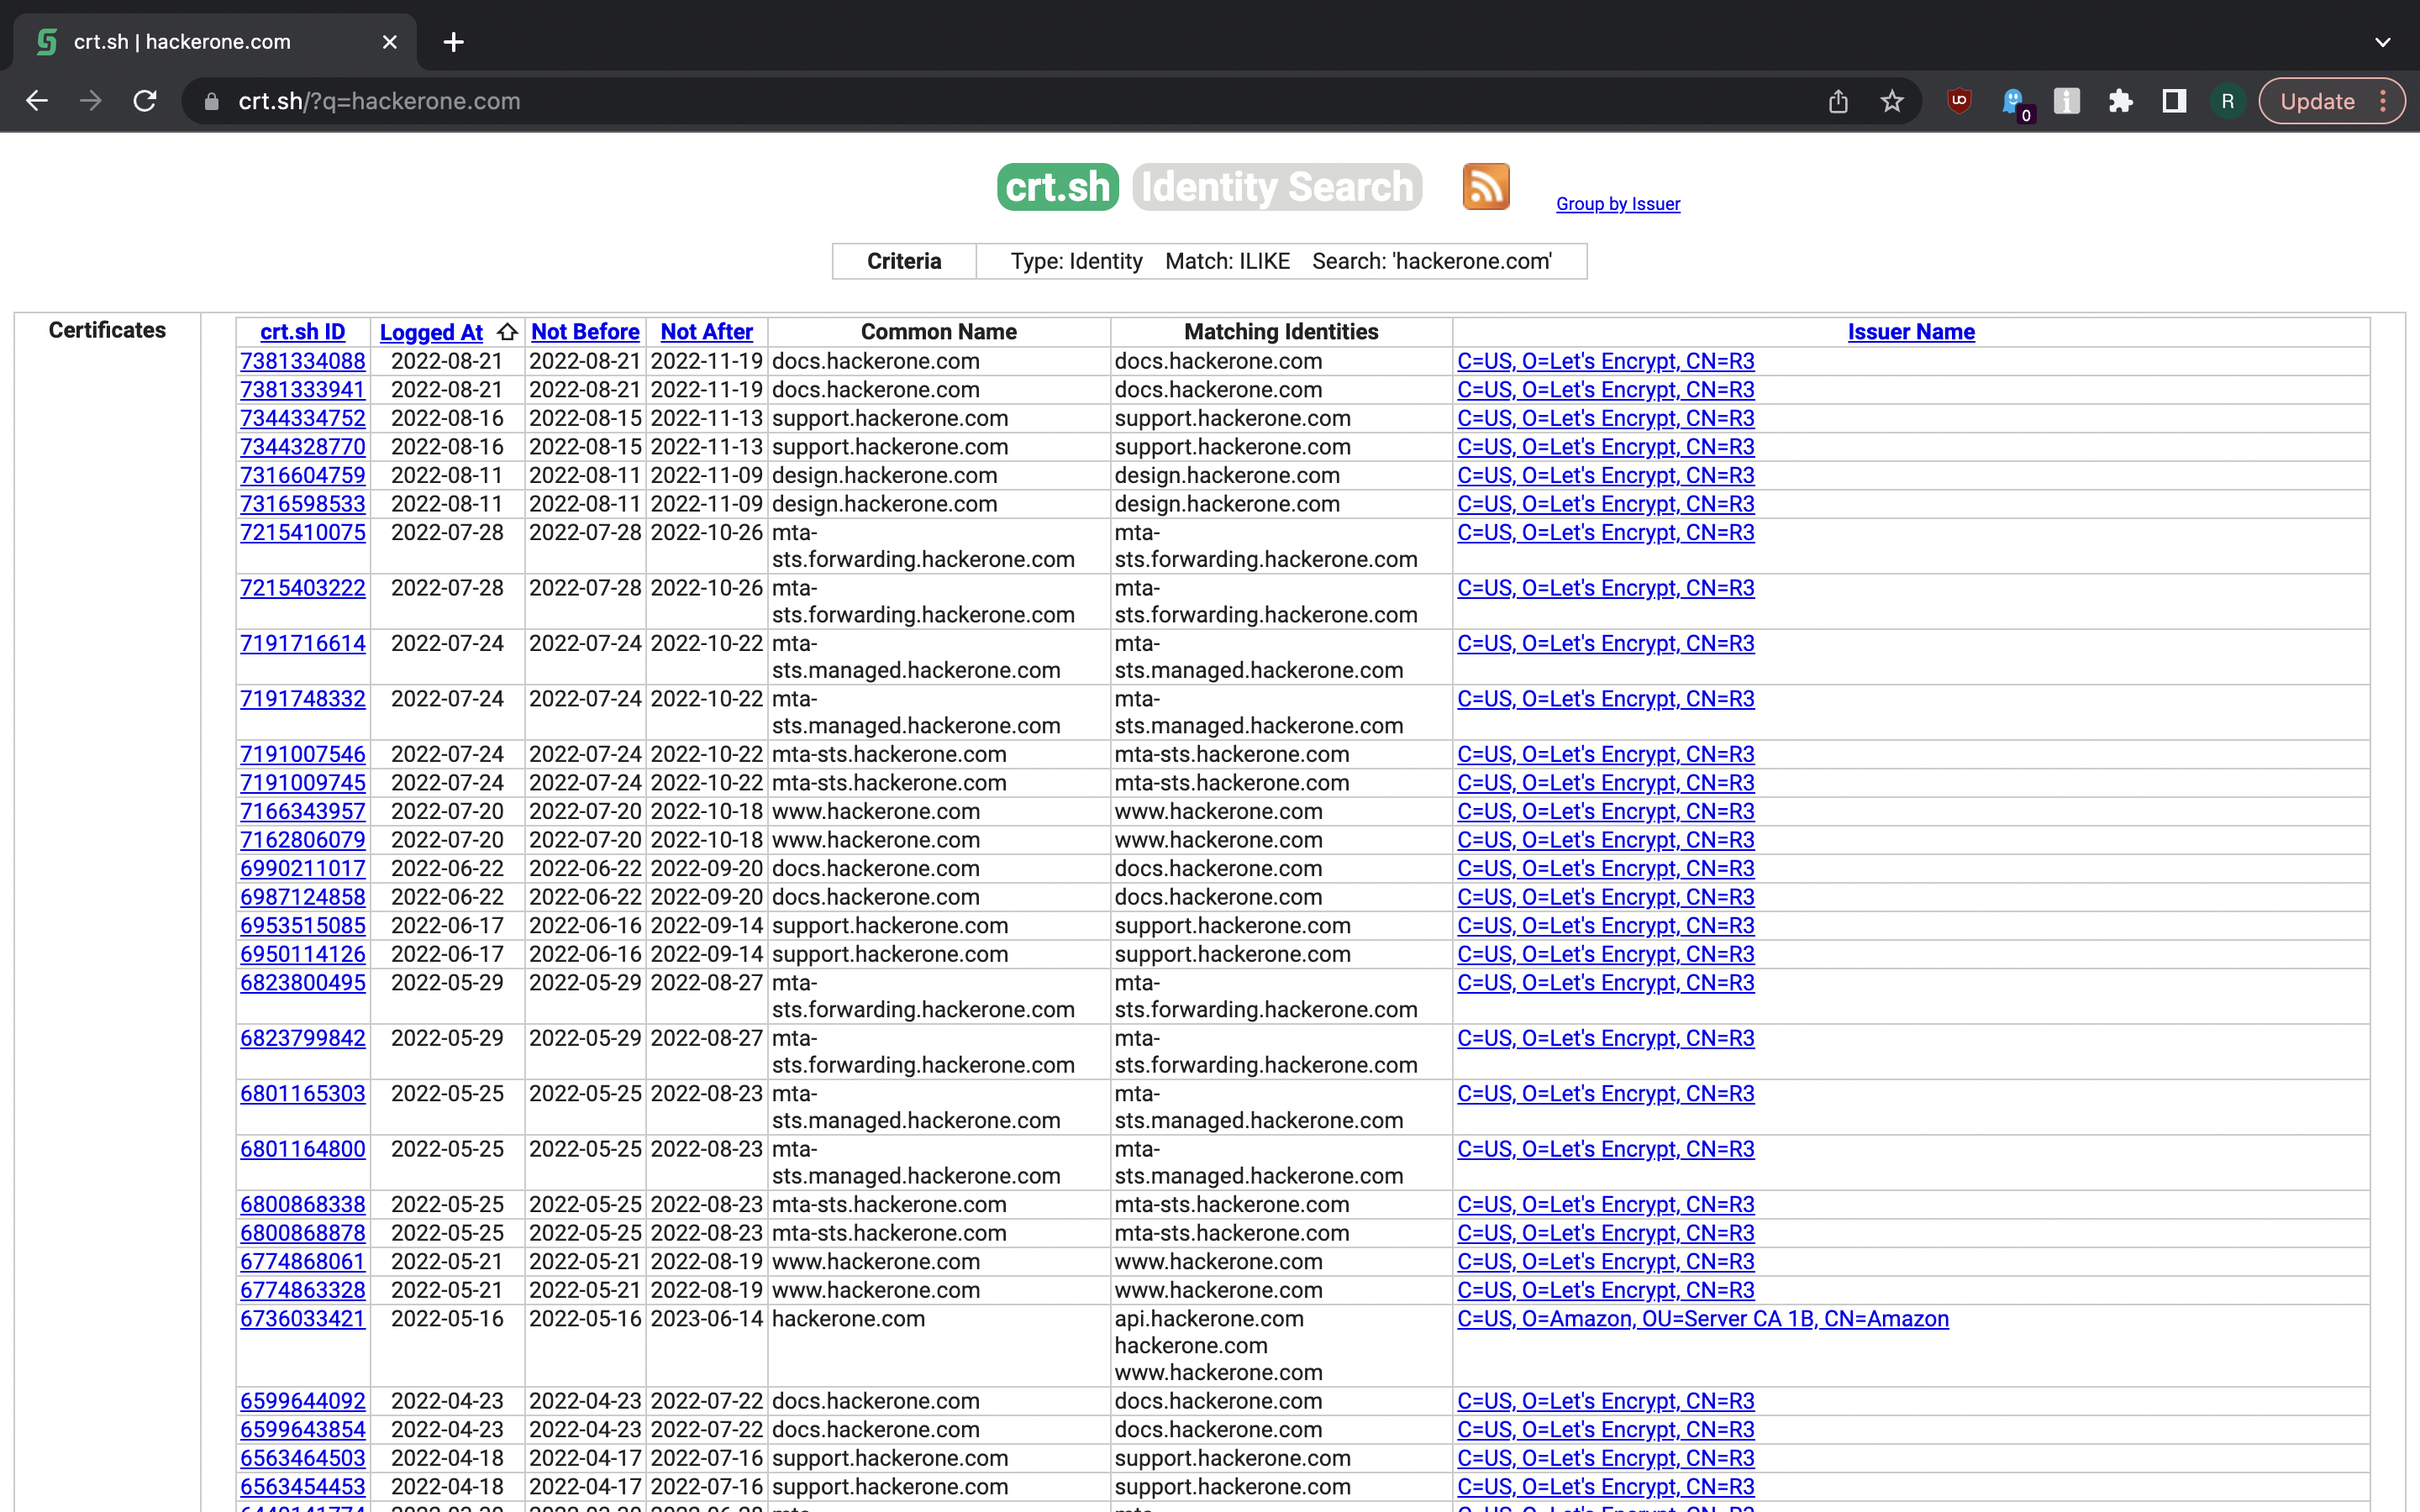 crt.sh | hackerone.com
crt.sh/?q=hackerone.com
0
R
Update
crt.sh Identity Search
Group by Issuer
Criteria Type: Identity Match: ILIKE Search: 'hackerone.com'
Certificates
crt.sh ID Logged At Not Before Not After Common Name Matching Identities Issuer Name
7381334088 2022-08-21 2022-08-21 2022-11-19 docs.hackerone.com docs.hackerone.com C=US, O=Let's Encrypt, CN=R3
7381333941 2022-08-21 2022-08-21 2022-11-19 docs.hackerone.com docs.hackerone.com C=US, O=Let's Encrypt, CN=R3
7344334752 2022-08-16 2022-08-15 2022-11-13 support.hackerone.com support.hackerone.com C=US, O=Let's Encrypt, CN=R3
7344328770 2022-08-16 2022-08-15 2022-11-13 support.hackerone.com support.hackerone.com C=US, O=Let's Encrypt, CN=R3
7316604759 2022-08-11 2022-08-11 2022-11-09 design.hackerone.com design.hackerone.com C=US, O=Let's Encrypt, CN=R3
7316598533 2022-08-11 2022-08-11 2022-11-09 design.hackerone.com design.hackerone.com C=US, O=Let's Encrypt, CN=R3
7215410075 2022-07-28 2022-07-28 2022-10-26 mta- mta- C=US, O=Let's Encrypt, CN=R3
sts.forwarding.hackerone.com sts.forwarding.hackerone.com
7215403222 2022-07-28 2022-07-28 2022-10-26 mta- mta- C=US, O=Let's Encrypt, CN=R3
sts.forwarding.hackerone.com sts.forwarding.hackerone.com
7191716614 2022-07-24 2022-07-24 2022-10-22 mta- mta- C=US, O=Let's Encrypt, CN=R3
sts.managed.hackerone.com sts.managed.hackerone.com
7191748332 2022-07-24 2022-07-24 2022-10-22 mta- mta- C=US, O=Let's Encrypt, CN=R3
sts.managed.hackerone.com sts.managed.hackerone.com
7191007546 2022-07-24 2022-07-24 2022-10-22 mta-sts.hackerone.com mta-sts.hackerone.com C=US, O=Let's Encrypt, CN=R3
7191009745 2022-07-24 2022-07-24 2022-10-22 mta-sts.hackerone.com mta-sts.hackerone.com C=US, O=Let's Encrypt, CN=R3
7166343957 2022-07-20 2022-07-20 2022-10-18 www.hackerone.com www.hackerone.com C=US, O=Let's Encrypt, CN=R3
7162806079 2022-07-20 2022-07-20 2022-10-18 www.hackerone.com www.hackerone.com C=US, O=Let's Encrypt, CN=R3
6990211017 2022-06-22 2022-06-22 2022-09-20 docs.hackerone.com docs.hackerone.com C=US, O=Let's Encrypt, CN=R3
6987124858 2022-06-22 2022-06-22 2022-09-20 docs.hackerone.com docs.hackerone.com C=US, O=Let's Encrypt, CN=R3
6953515085 2022-06-17 2022-06-16 2022-09-14 support.hackerone.com support.hackerone.com C=US, O=Let's Encrypt, CN=R3
6950114126 2022-06-17 2022-06-16 2022-09-14 support.hackerone.com support.hackerone.com C=US, O=Let's Encrypt, CN=R3
6823800495 2022-05-29 2022-05-29 2022-08-27 mta- mta- C=US, O=Let's Encrypt, CN=R3
sts.forwarding.hackerone.com sts.forwarding.hackerone.com
6823799842 2022-05-29 2022-05-29 2022-08-27 mta- mta- C=US, O=Let's Encrypt, CN=R3
sts.forwarding.hackerone.com sts.forwarding.hackerone.com
6801165303 2022-05-25 2022-05-25 2022-08-23 mta- mta- C=US, O=Let's Encrypt, CN=R3
sts.managed.hackerone.com sts.managed.hackerone.com
6801164800 2022-05-25 2022-05-25 2022-08-23 mta- mta- C=US, O=Let's Encrypt, CN=R3
sts.managed.hackerone.com sts.managed.hackerone.com
6800868338 2022-05-25 2022-05-25 2022-08-23 mta-sts.hackerone.com mta-sts.hackerone.com C=US, O=Let's Encrypt, CN=R3
6800868878 2022-05-25 2022-05-25 2022-08-23 mta-sts.hackerone.com mta-sts.hackerone.com C=US, O=Let's Encrypt, CN=R3
6774868061 2022-05-21 2022-05-21 2022-08-19 www.hackerone.com www.hackerone.com C=US, O=Let's Encrypt, CN=R3
6774863328 2022-05-21 2022-05-21 2022-08-19 www.hackerone.com www.hackerone.com C=US, O=Let's Encrypt, CN=R3
6736033421 2022-05-16 2022-05-16 2023-06-14 hackerone.com api.hackerone.com C=US, O=Amazon, OU=Server CA 1B, CN=Amazon
hackerone.com
www.hackerone.com
6599644092 2022-04-23 2022-04-23 2022-07-22 docs.hackerone.com docs.hackerone.com C=US, O=Let's Encrypt, CN=R3
6599643854 2022-04-23 2022-04-23 2022-07-22 docs.hackerone.com docs.hackerone.com C=US, O=Let's Encrypt, CN=R3
6563464503 2022-04-18 2022-04-17 2022-07-16 support.hackerone.com support.hackerone.com C=US, O=Let's Encrypt, CN=R3
6563454453 2022-04-18 2022-04-17 2022-07-16 support.hackerone.com support.hackerone.com C=US, O=Let's Encrypt, CN=R3